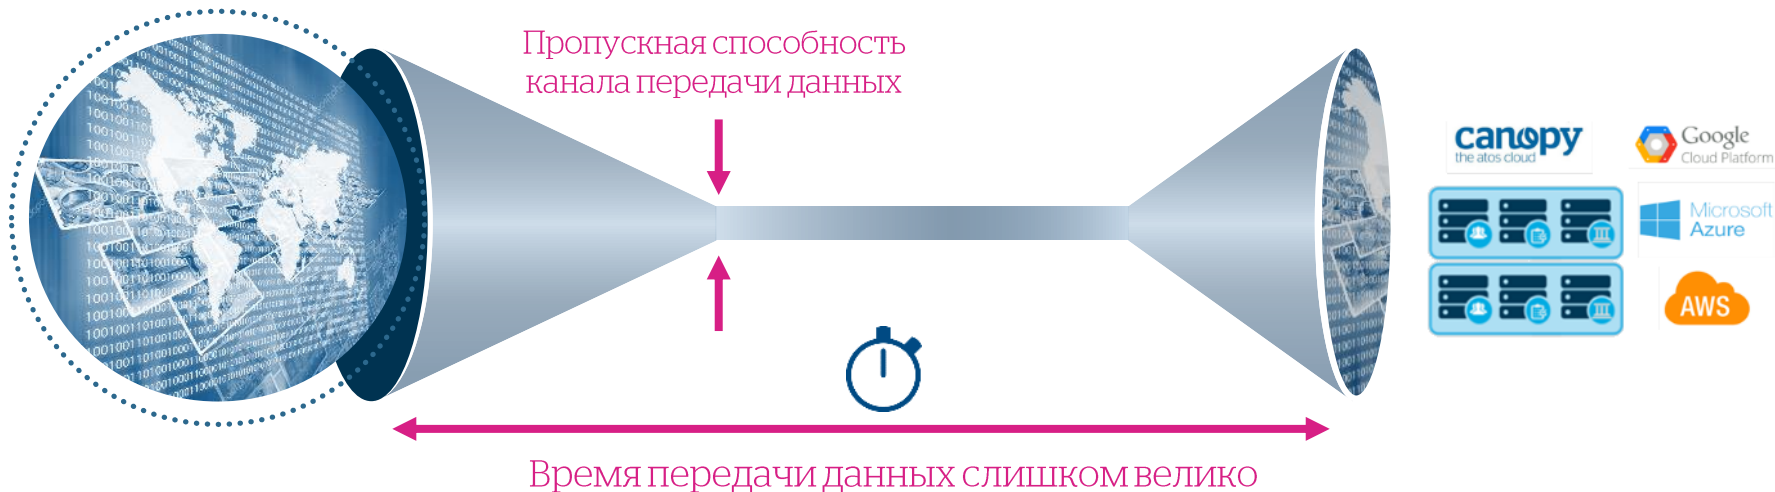 Пропускная способность
канала передачи данных
canopy
the atos cloud
Google
Cloud Platform
Microsoft
Azure
AWS
Время передачи данных слишком велико